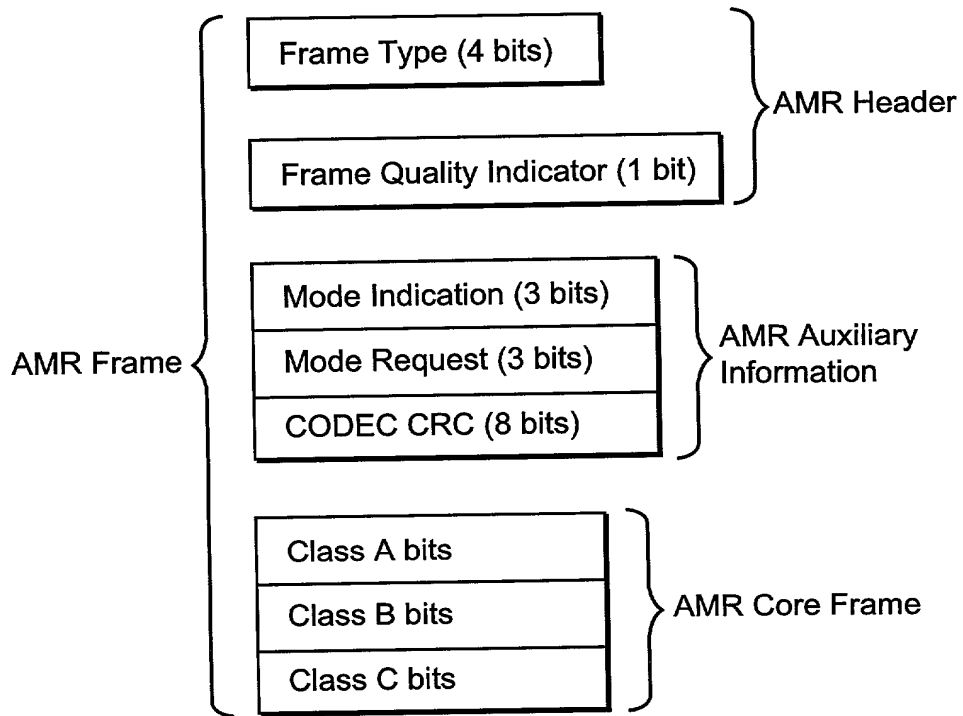 Frame Type (4 bits)
AMR Header
Frame Quality Indicator (1 bit)
Mode Indication (3 bits)
Mode Request (3 bits)
CODEC CRC (8 bits)
AMR Auxiliary
Information
AMR Frame
Class A bits
Class B bits
Class C bits
AMR Core Frame